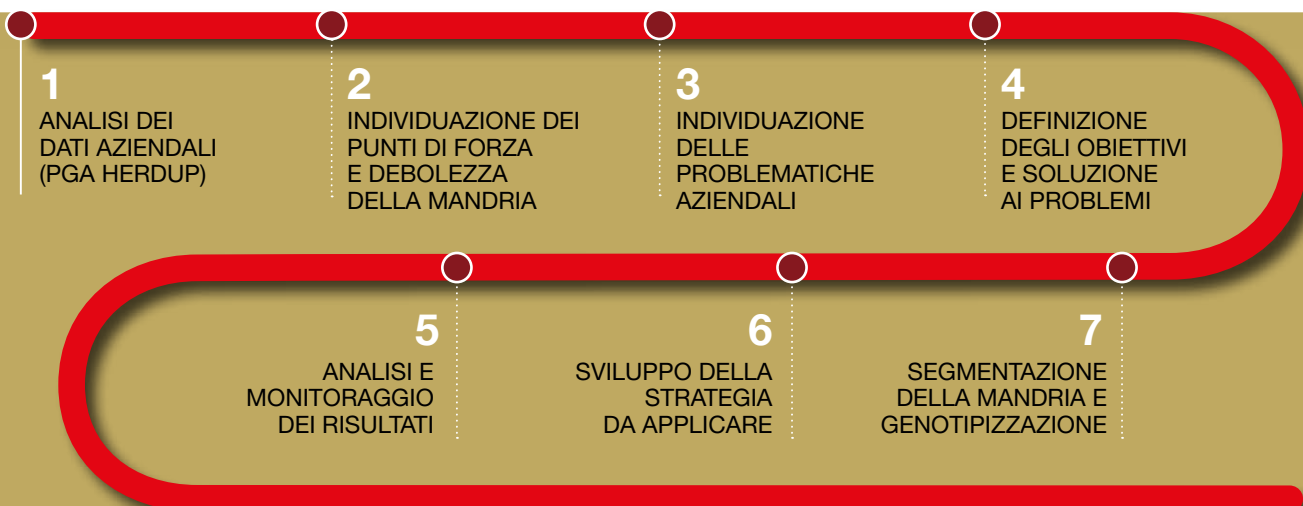 1
ANALISI DEI
DATI AZIENDALI
(PGA HERDUP)
2
INDIVIDUAZIONE DEI
PUNTI DI FORZA
E DEBOLEZZA
DELLA MANDRIA
3
INDIVIDUAZIONE
DELLE
PROBLEMATICHE
AZIENDALI
4
DEFINIZIONE
DEGLI OBIETTIVI
E SOLUZIONE
AI PROBLEMI
5
ANALISI E
MONITORAGGIO
DEI RISULTATI
6
SVILUPPO DELLA
STRATEGIA
DA APPLICARE
7
SEGMENTAZIONE
DELLA MANDRIA E
GENOTIPIZZAZIONE